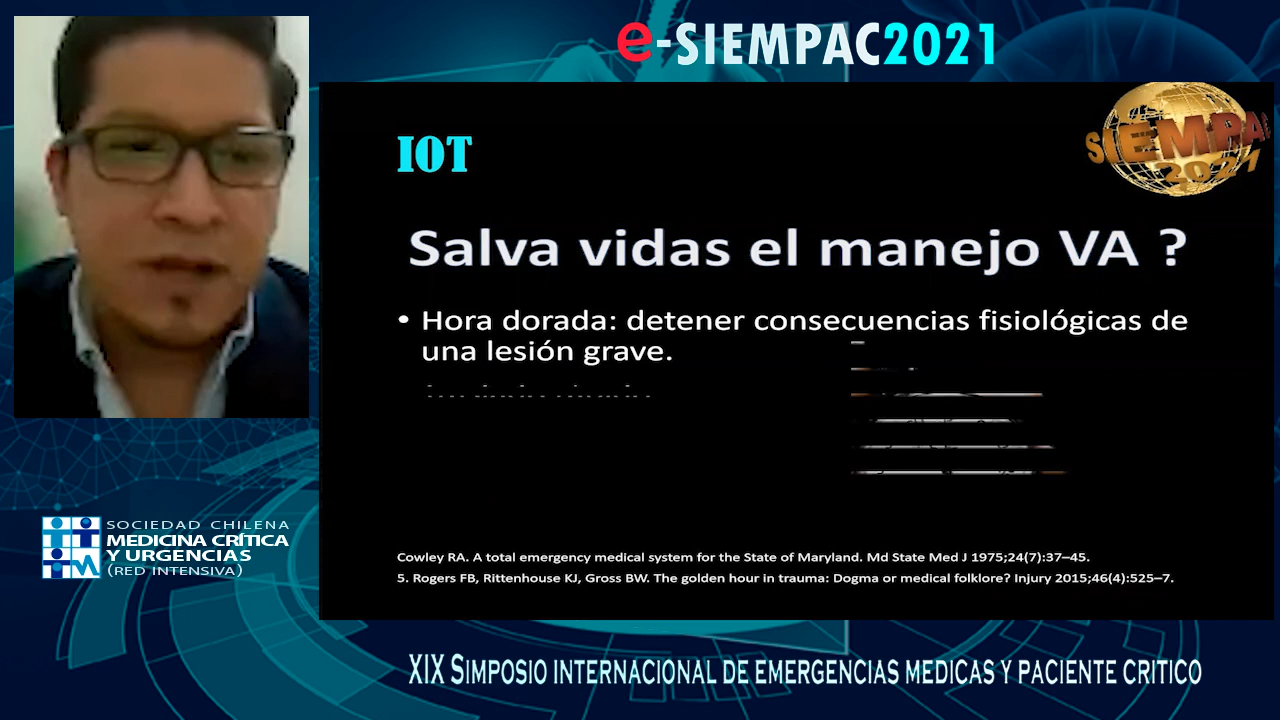 e-SIEMPAC2021
SIEMPAC
2021
IOT
Salva vidas el manejo VA ?
• Hora dorada: detener consecuencias fisiológicas de
una lesión grave.
Cowley RA. A total emergency medical system for the State of Maryland. Md State Med J 1975;24(7):37–45.
5. Rogers FB, Rittenhouse KJ, Gross BW. The golden hour in trauma: Dogma or medical folklore? Injury 2015;46(4):525–7.
SOCIEDAD CHILENA
MEDICINA CRÍTICA
Y URGENCIAS
(RED INTENSIVA)
XIX SIMPOSIO INTERNACIONAL DE EMERGENCIAS MEDICAS Y PACIENTE CRITICO